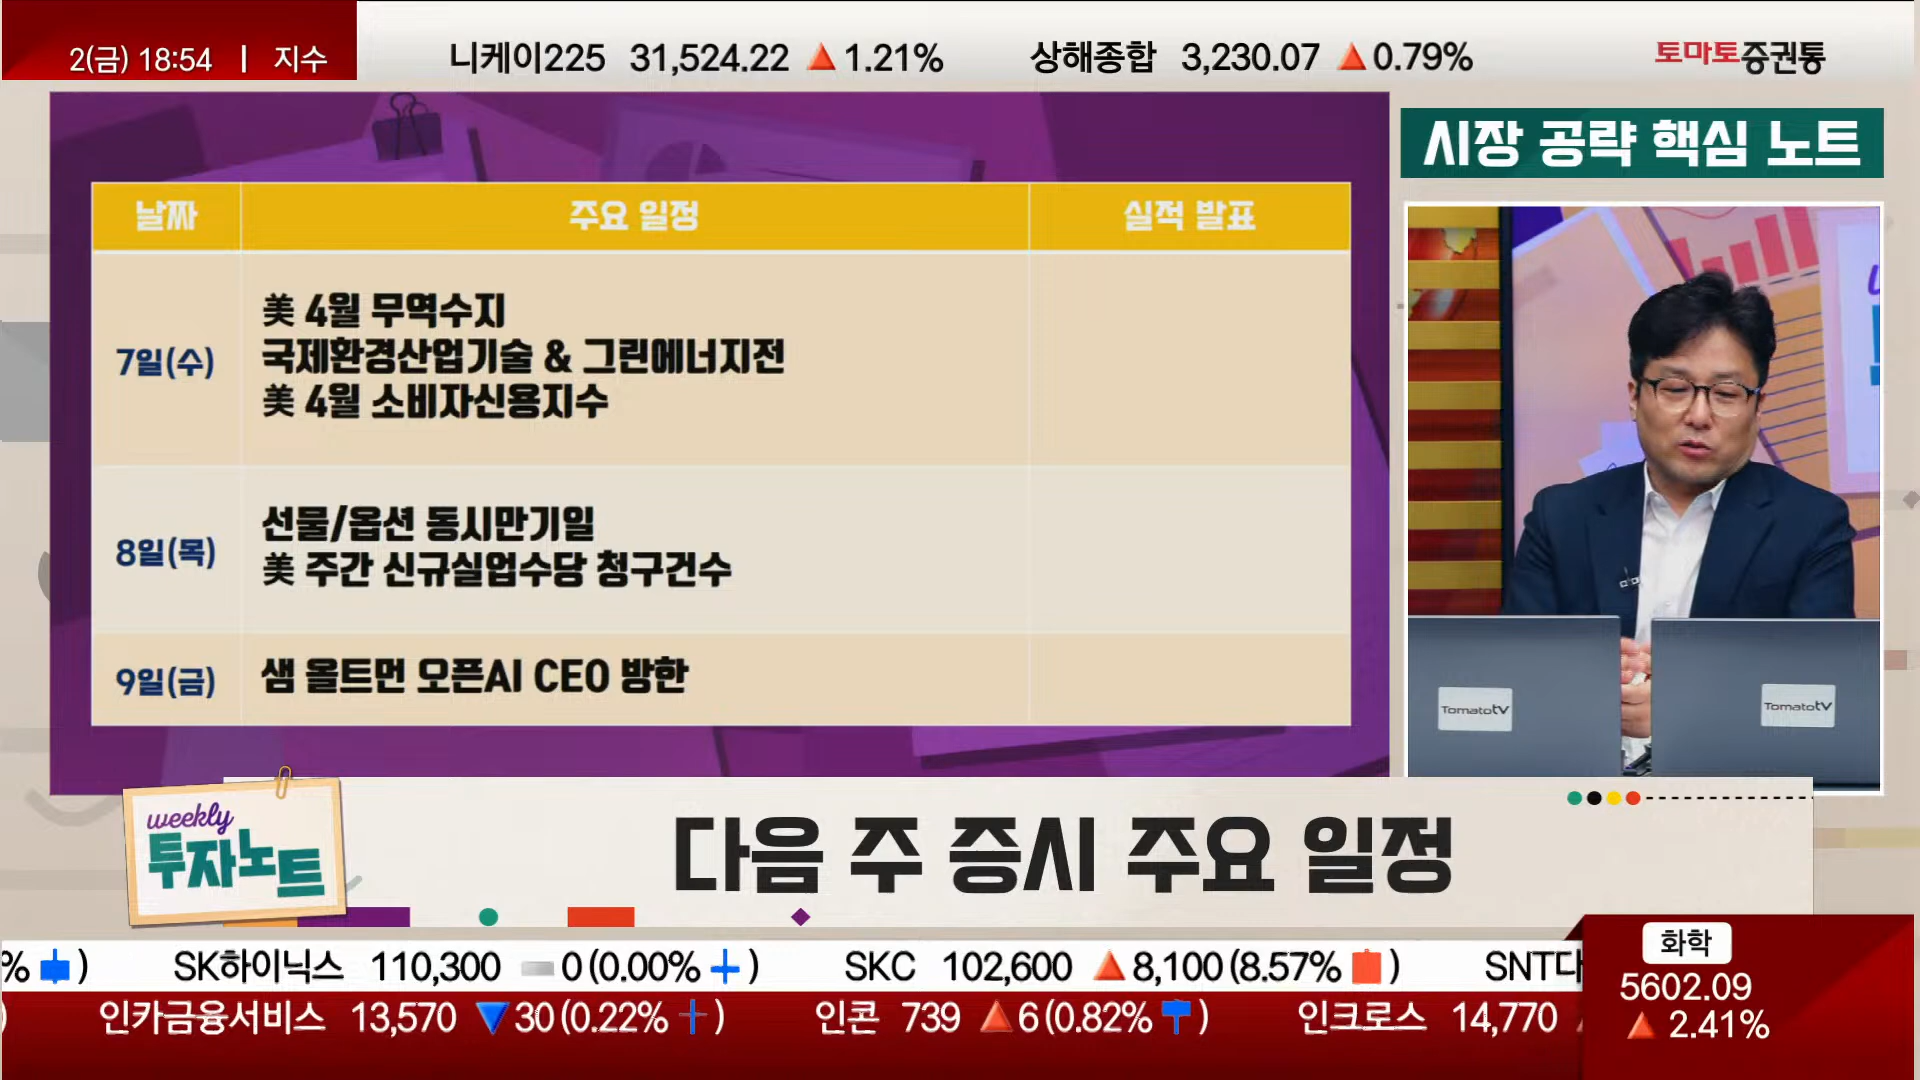 2(금) 18:54 | 지수
니케이225 31,524.22 ▲1.21% 상해종합 3,230.07 ▲0.79%
토마토증권통
시장 공략 핵심 노트
날짜 주요 일정 실적 발표
7일(수)
美 4월 무역수지
국제환경산업기술 & 그린에너지전
美 4월 소비자신용지수
8일(목)
선물/옵션 동시만기일
美 주간 신규실업수당 청구건수
9일(금)
샘 올트먼 오픈AI CEO 방한
TomatoTV
TomatoTV
weekly
투자노트
다음 주 증시 주요 일정
% ) SK하이닉스 110,300 0(0.00% ) SKC 102,600 ▲8,100(8.57% ) SNT다
) 인카금융서비스 13,570 ▼30(0.22% ) 인콘 739 ▲6(0.82% ) 인크로스 14,770
화학
5602.09
▲ 2.41%